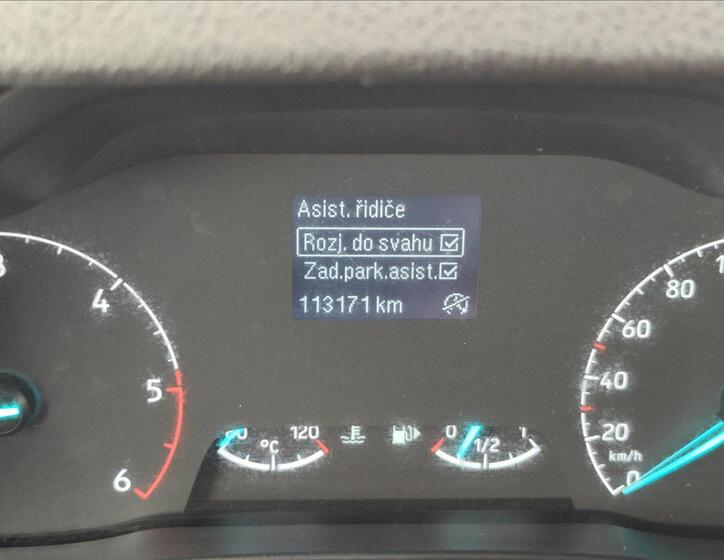 Asist. řidiče
Rozj. do svahu
Zad.park.asist.
113171 km
4
5
6
120
°C
0
1/2
1
80
60
40
20
km/h
0